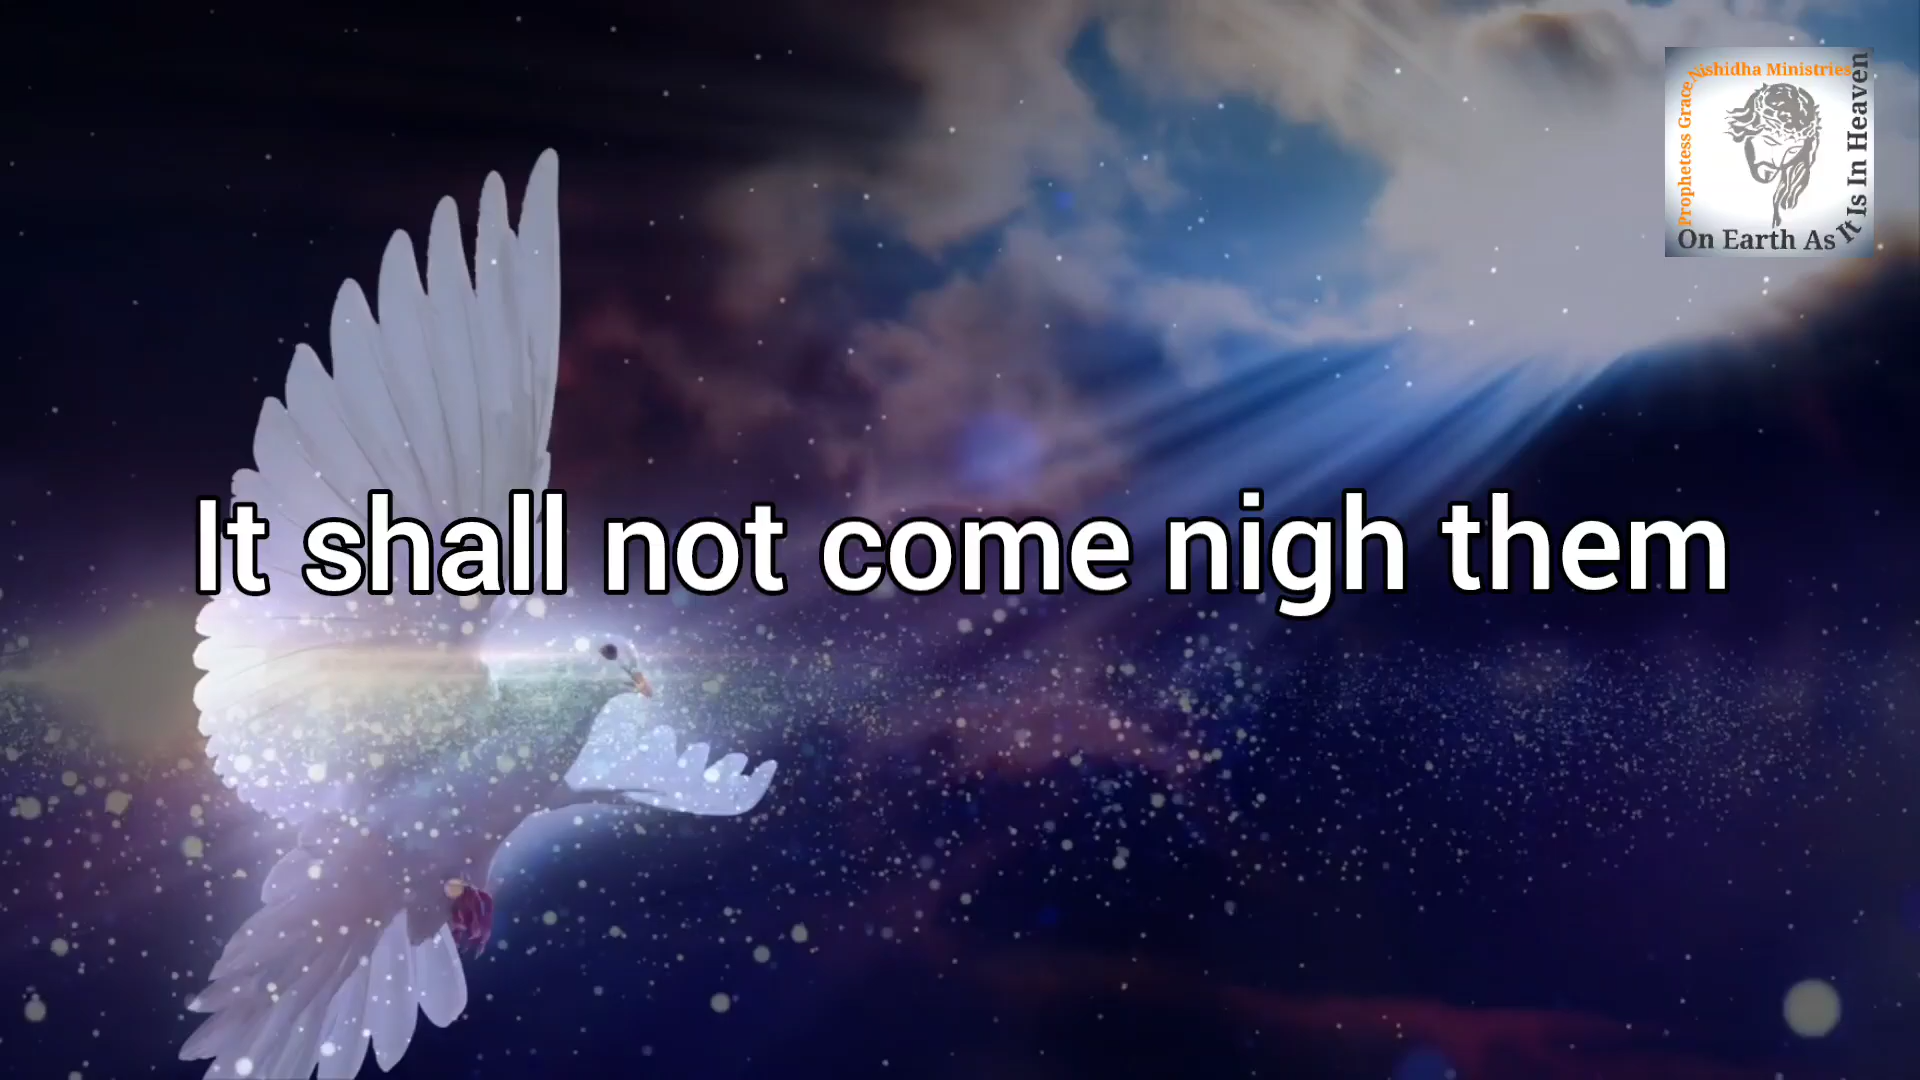 Prophetess Grace Nishidha Ministries
On Earth As It Is In Heaven
It shall not come nigh them